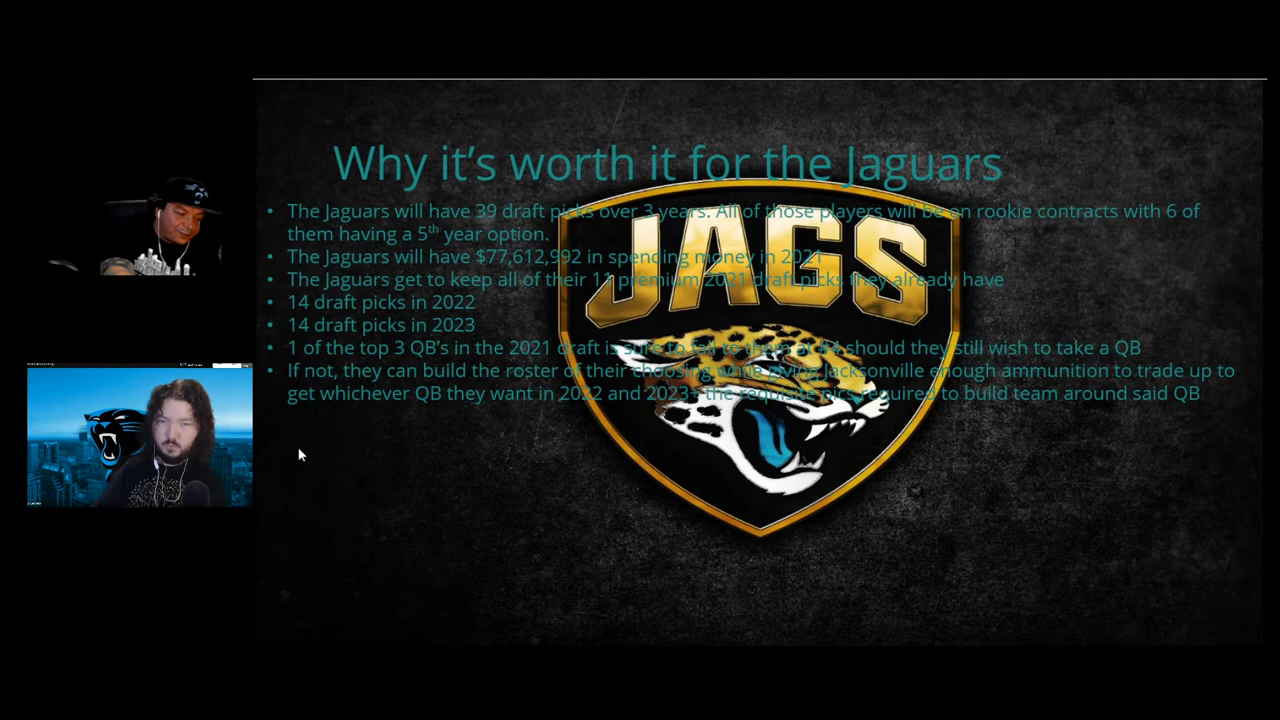 Why it's worth it for the Jaguars
• The Jaguars will have 39 draft picks over 3 years. All of those players will be on rookie contracts with 6 of
them having a 5th year option.
• The Jaguars will have $77,612,992 in spending money in 2021
• The Jaguars get to keep all of their 11 premium 2021 draft picks they already have
• 14 draft picks in 2022
• 14 draft picks in 2023
• 1 of the top 3 QB's in the 2021 draft is sure to fall to them at #4 should they still wish to take a QB
• If not, they can build the roster of their choosing while giving Jacksonville enough ammunition to trade up to
get whichever QB they want in 2022 and 2023+ the requisite pics required to build team around said QB
JAGS